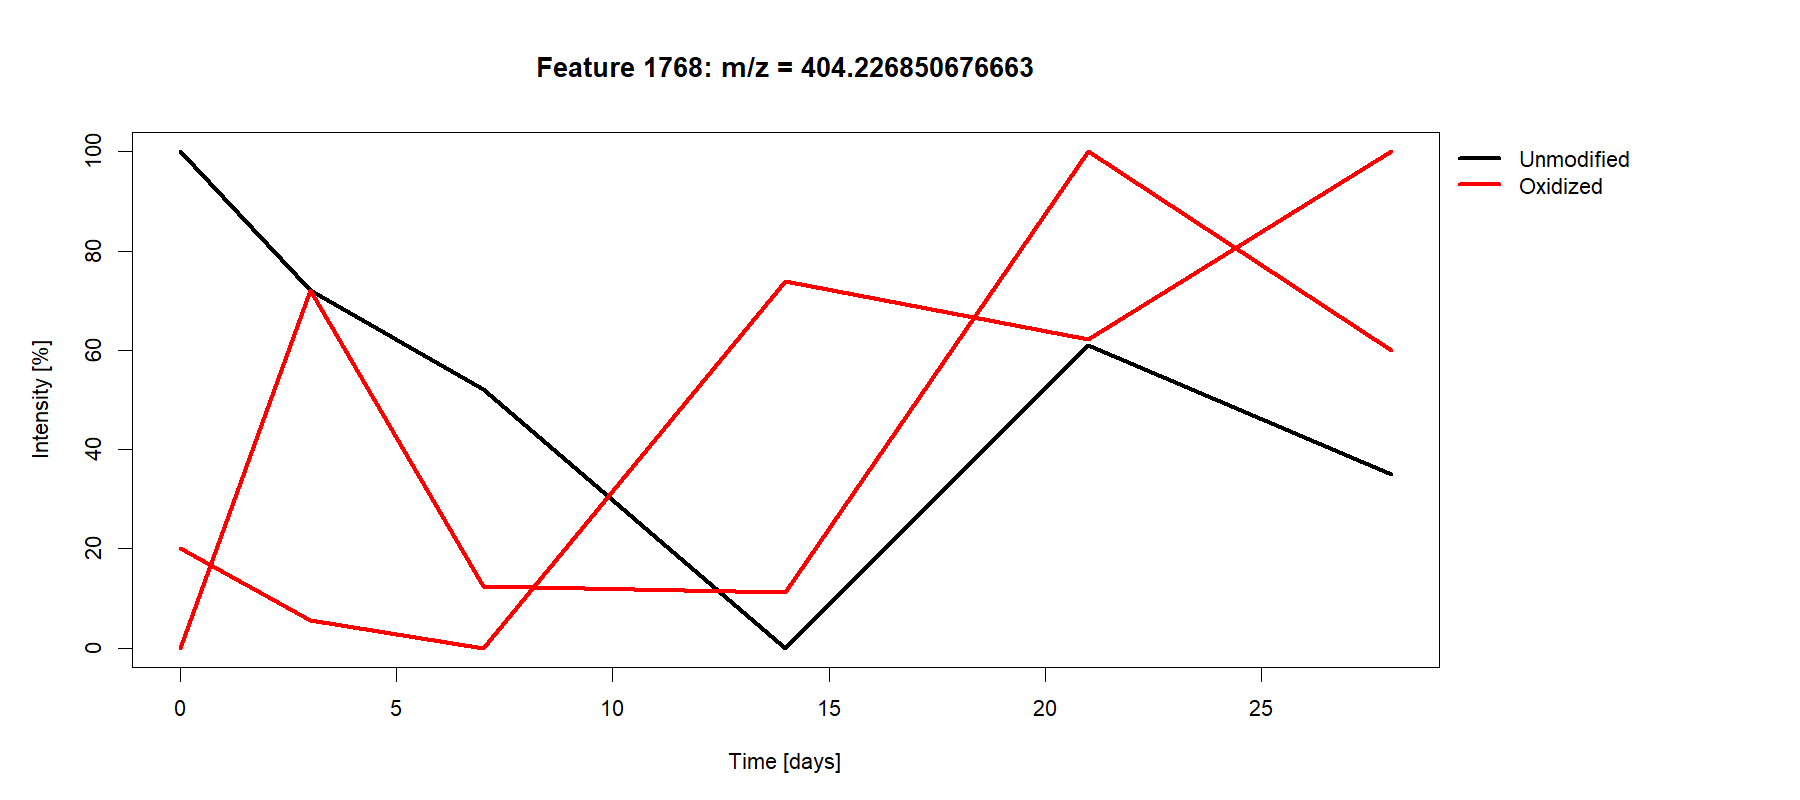 Feature 1768: m/z = 404.226850676663
Unmodified
Oxidized
Intensity [%]
100
80
60
40
20
0
0 5 10 15 20 25
Time [days]